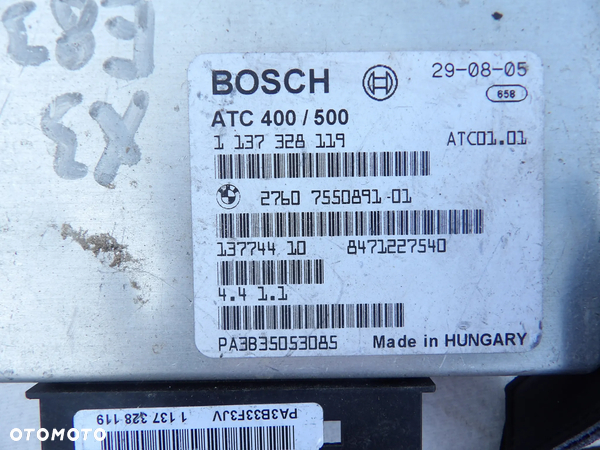 E83
X3
BOSCH 29-08-05
658
ATC 400 / 500
1 137 328 119 ATC01.01
2760 7550891-01
137744 10 8471227540
4.4 1.1
PA3B35053085 Made in HUNGARY
PA3B33F3JV
1 137 328 119
OTOMOTO
OTOMOTO